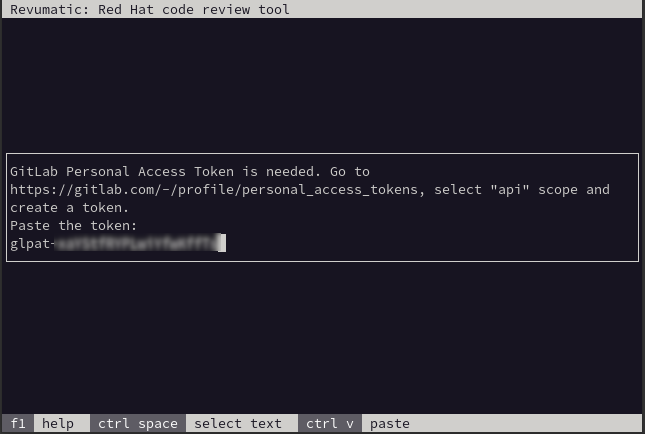 Revumatic: Red Hat code review tool
GitLab Personal Access Token is needed. Go to
https://gitlab.com/-/profile/personal_access_tokens, select "api" scope and
create a token.
Paste the token:
glpat-
f1 help ctrl space select text ctrl v paste